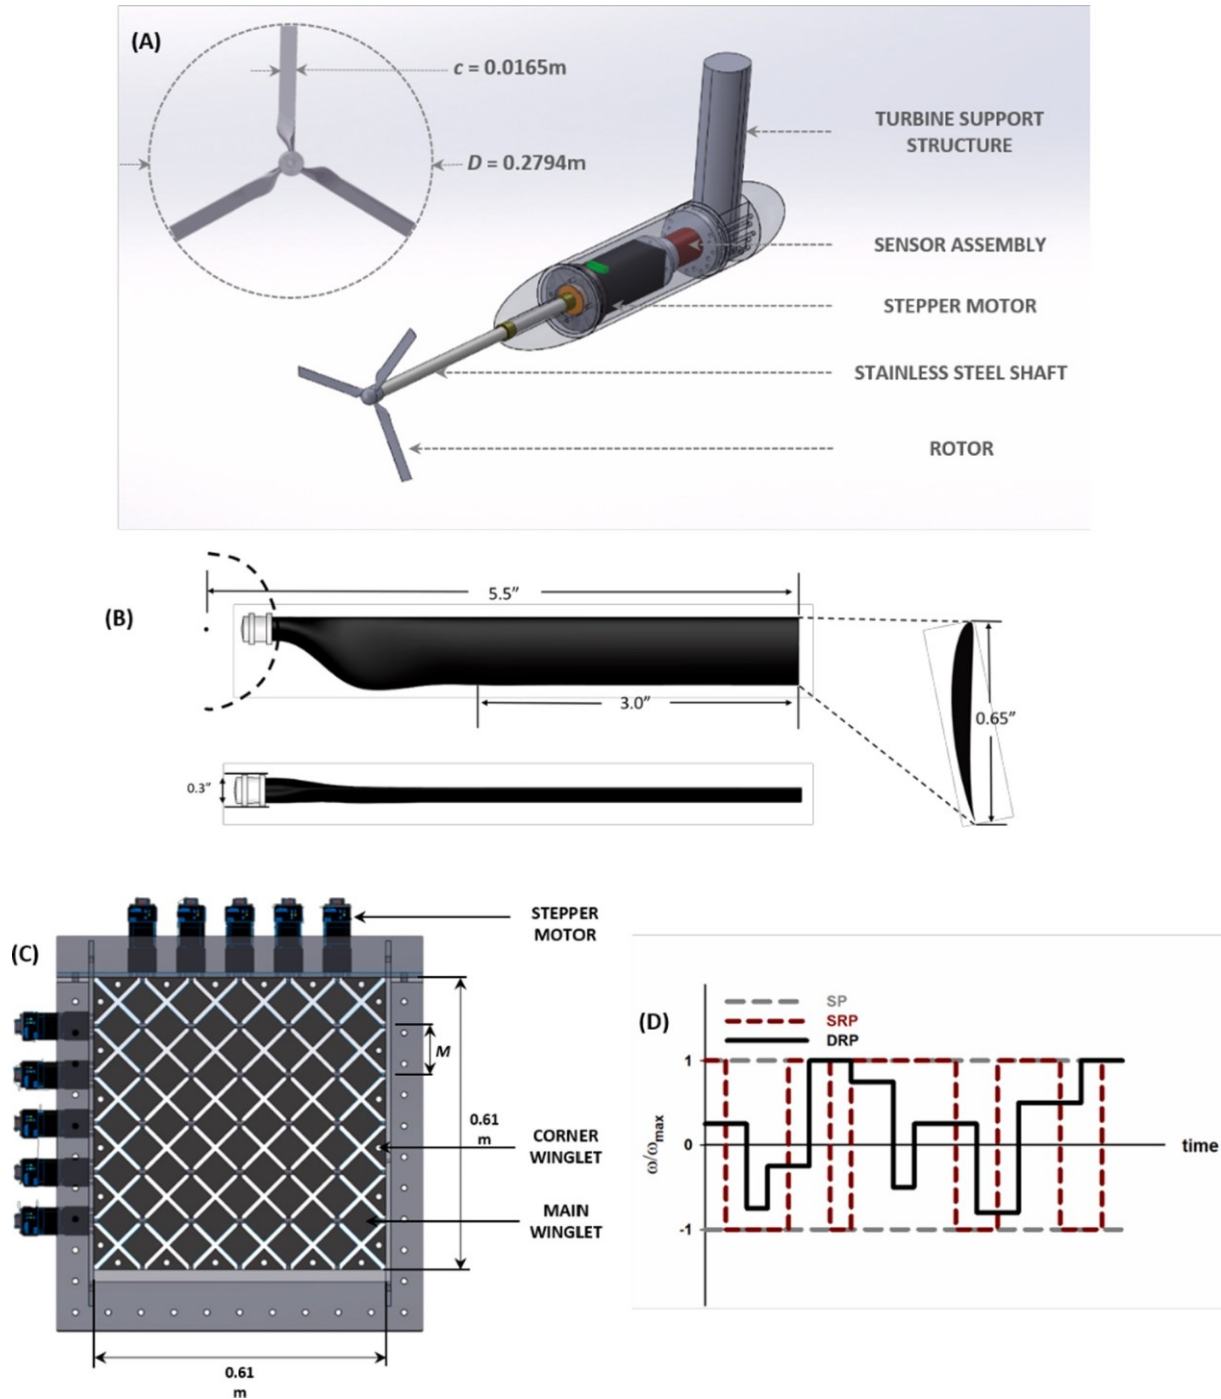 (A)
c = 0.0165m
D = 0.2794m
TURBINE SUPPORT
STRUCTURE
SENSOR ASSEMBLY
STEPPER MOTOR
STAINLESS STEEL SHAFT
ROTOR
(B)
5.5”
3.0”
0.65”
0.3”
(C)
STEPPER
MOTOR
M
0.61
m
CORNER
WINGLET
MAIN
WINGLET
0.61
m
(D)
SP
SRP
DRP
1
0
-1
ω/ωmax
time